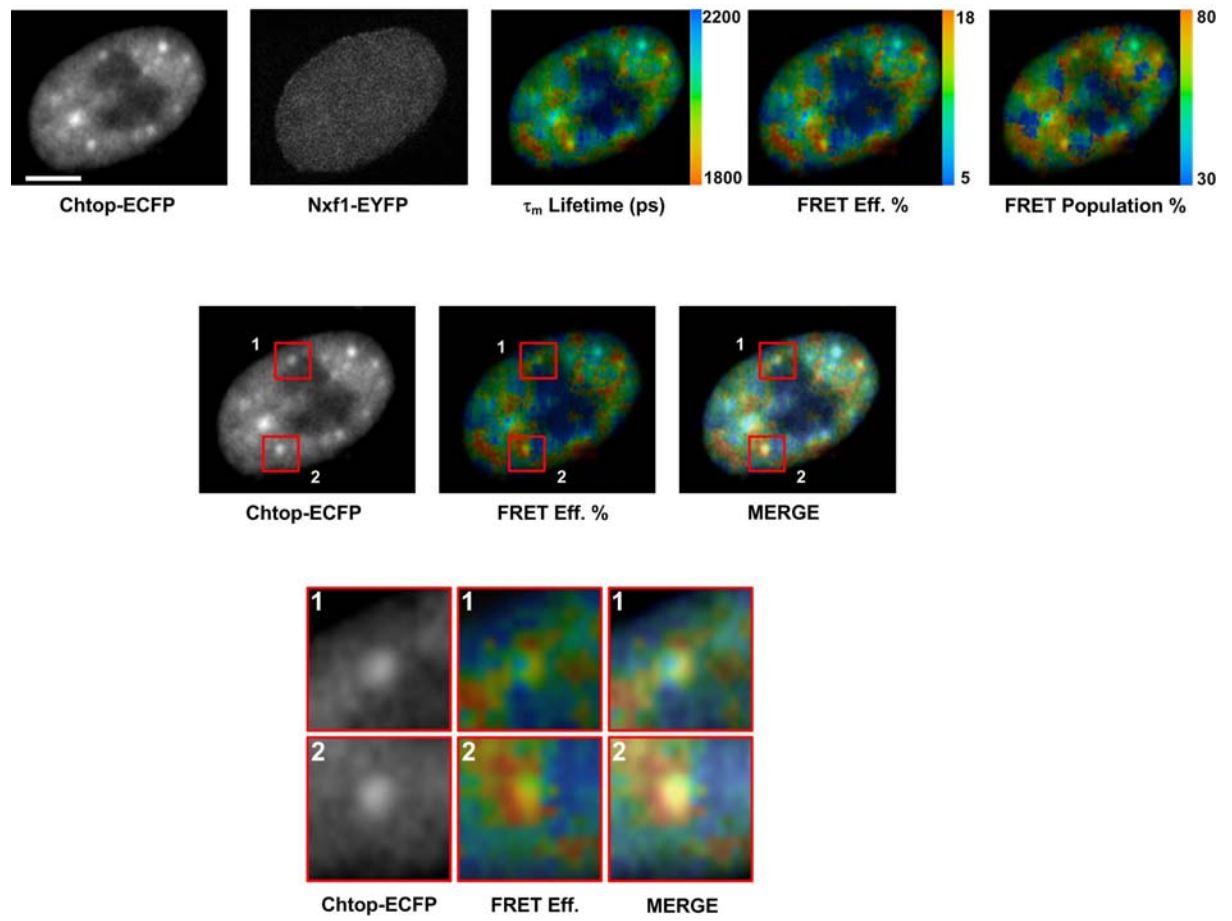 2200
1800
18
5
80
30
Chtop-ECFP
Nxf1-EYFP
τm Lifetime (ps)
FRET Eff. %
FRET Population %
1
2
1
2
1
2
Chtop-ECFP
FRET Eff. %
MERGE
1
1
1
2
2
2
Chtop-ECFP
FRET Eff.
MERGE